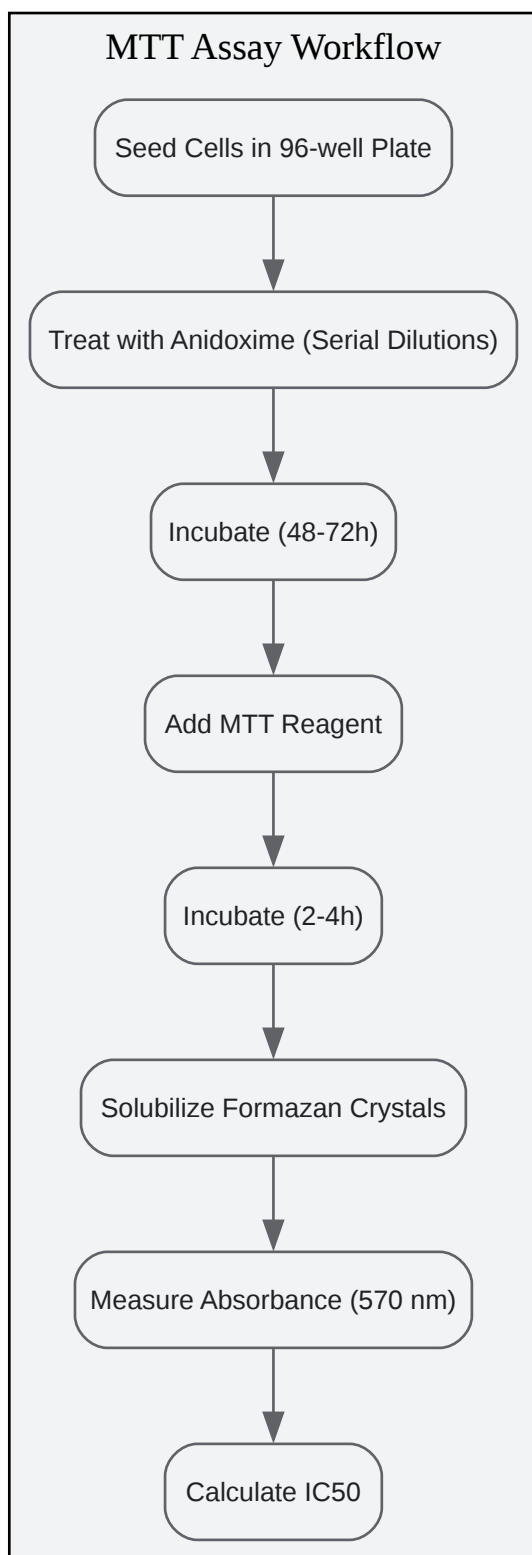 MTT Assay Workflow
Seed Cells in 96-well Plate
Treat with Anidoxime (Serial Dilutions)
Incubate (48-72h)
Add MTT Reagent
Incubate (2-4h)
Solubilize Formazan Crystals
Measure Absorbance (570 nm)
Calculate IC50